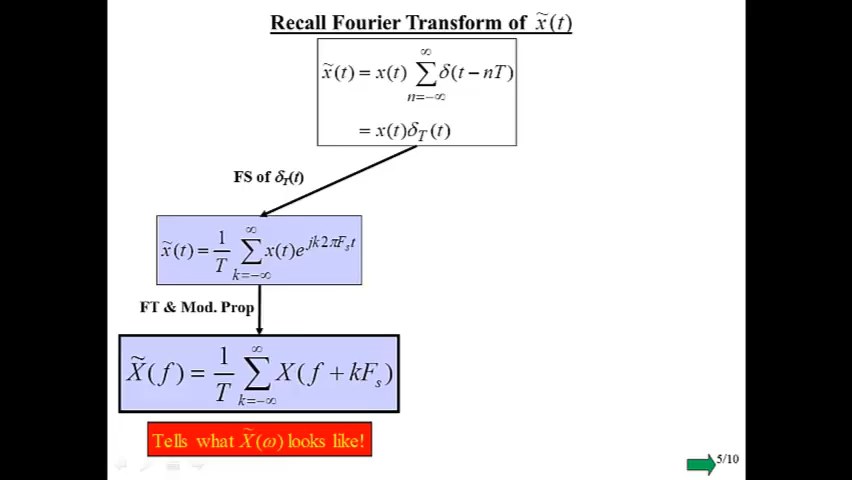 Recall Fourier Transform of x̃(t)
x̃(t) = x(t) ∑_{n=−∞}^{∞} δ(t − nT)
= x(t)δ_T(t)
FS of δ_T(t)
x̃(t) = 1/T ∑_{k=−∞}^{∞} x(t)e^{jk2πF_s t}
FT & Mod. Prop
X̃(f) = 1/T ∑_{k=−∞}^{∞} X(f + kF_s)
Tells what X̃(ω) looks like!
5/10